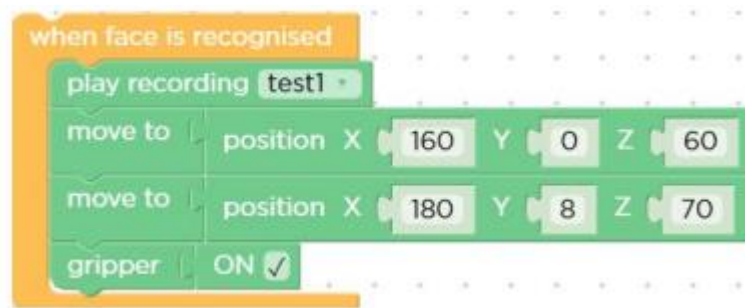 when face is recognised
play recording test1
move to position X 160 Y 0 Z 60
move to position X 180 Y 8 Z 70
gripper ON ✓